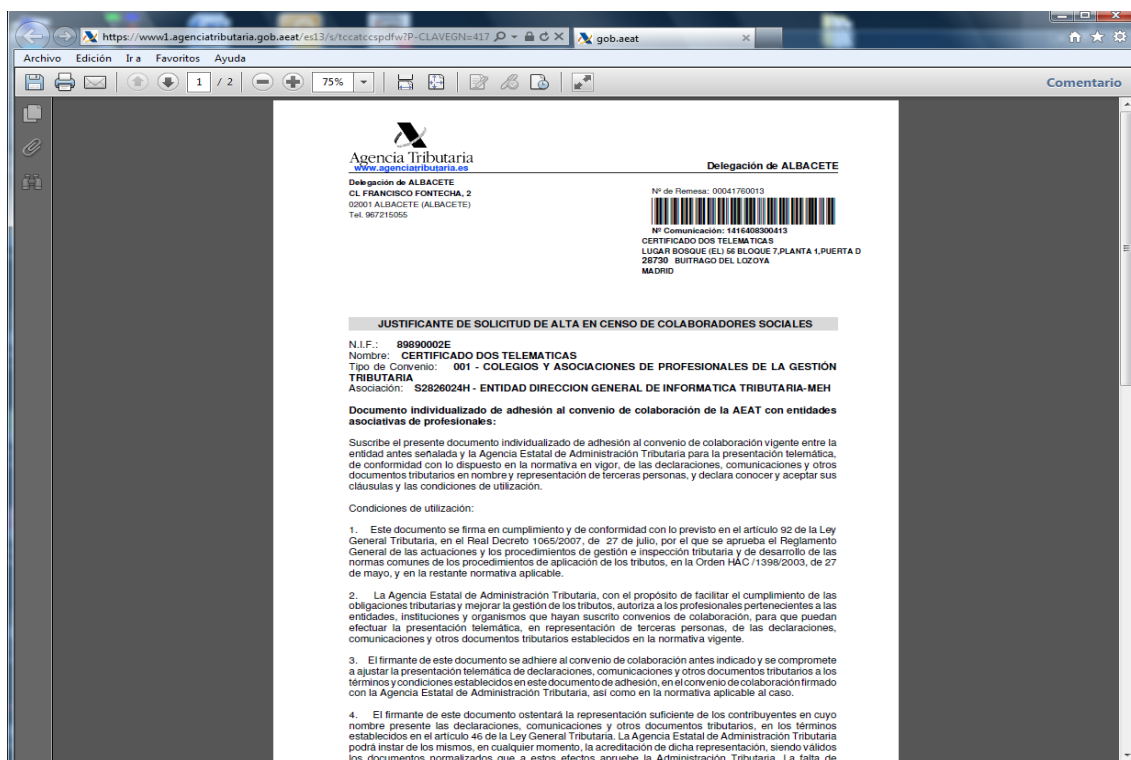 https://www1.agenciatributaria.gob.aeat/es13/s/tccatccspdfw?P-CLAVEGN=417
gob.aeat
Archivo Edición Ir a Favoritos Ayuda
1 / 2
75%
Comentario
Agencia Tributaria
www.agenciatributaria.es
Delegación de ALBACETE
Delegación de ALBACETE
CL FRANCISCO FONTECHA, 2
02001 ALBACETE (ALBACETE)
Tel. 967215055
Nº de Remesa: 00041760013
Nº Comunicación: 1416408300413
CERTIFICADO DOS TELEMATICAS
LUGAR BOSQUE (EL) 56 BLOQUE 7,PLANTA 1,PUERTA D
28730 BUITRAGO DEL LOZOYA
MADRID
JUSTIFICANTE DE SOLICITUD DE ALTA EN CENSO DE COLABORADORES SOCIALES
N.I.F.: 89890002E
Nombre: CERTIFICADO DOS TELEMATICAS
Tipo de Convenio: 001 - COLEGIOS Y ASOCIACIONES DE PROFESIONALES DE LA GESTIÓN
TRIBUTARIA
Asociación: S2826024H - ENTIDAD DIRECCION GENERAL DE INFORMATICA TRIBUTARIA-MEH
Documento individualizado de adhesión al convenio de colaboración de la AEAT con entidades
asociativas de profesionales:
Suscribe el presente documento individualizado de adhesión al convenio de colaboración vigente entre la
entidad antes señalada y la Agencia Estatal de Administración Tributaria para la presentación telemática,
de conformidad con lo dispuesto en la normativa en vigor, de las declaraciones, comunicaciones y otros
documentos tributarios en nombre y representación de terceras personas, y declara conocer y aceptar sus
cláusulas y las condiciones de utilización.
Condiciones de utilización:
1. Este documento se firma en cumplimiento y de conformidad con lo previsto en el artículo 92 de la Ley
General Tributaria, en el Real Decreto 1065/2007, de 27 de julio, por el que se aprueba el Reglamento
General de las actuaciones y los procedimientos de gestión e inspección tributaria y de desarrollo de las
normas comunes de los procedimientos de aplicación de los tributos, en la Orden HAC /1398/2003, de 27
de mayo, y en la restante normativa aplicable.
2. La Agencia Estatal de Administración Tributaria, con el propósito de facilitar el cumplimiento de las
obligaciones tributarias y mejorar la gestión de los tributos, autoriza a los profesionales pertenecientes a las
entidades, instituciones y organismos que hayan suscrito convenios de colaboración, para que puedan
efectuar la presentación telemática, en representación de terceras personas, de las declaraciones,
comunicaciones y otros documentos tributarios establecidos en la normativa vigente.
3. El firmante de este documento se adhiere al convenio de colaboración antes indicado y se compromete
a ajustar la presentación telemática de declaraciones, comunicaciones y otros documentos tributarios a los
términos y condiciones establecidos en este documento de adhesión, en el convenio de colaboración firmado
con la Agencia Estatal de Administración Tributaria, así como en la normativa aplicable al caso.
4. El firmante de este documento ostentará la representación suficiente de los contribuyentes en cuyo
nombre presente las declaraciones, comunicaciones y otros documentos tributarios, en los términos
establecidos en el artículo 46 de la Ley General Tributaria. La Agencia Estatal de Administración Tributaria
podrá instar de los mismos, en cualquier momento, la acreditación de dicha representación, siendo válidos
los documentos normalizados que a estos efectos apruebe la Administración Tributaria. La falta de